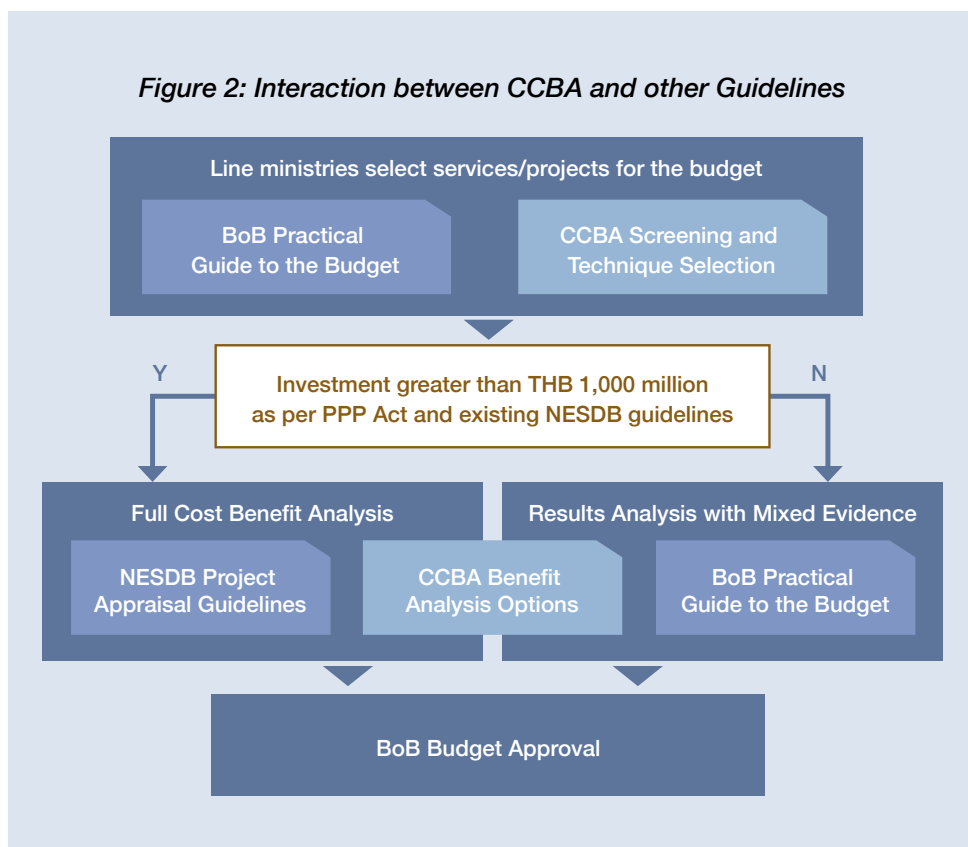 Figure 2: Interaction between CCBA and other Guidelines
Line ministries select services/projects for the budget
BoB Practical
Guide to the Budget
CCBA Screening and
Technique Selection
Y
N
Investment greater than THB 1,000 million
as per PPP Act and existing NESDB guidelines
Full Cost Benefit Analysis
NESDB Project
Appraisal Guidelines
CCBA Benefit
Analysis Options
Results Analysis with Mixed Evidence
BoB Practical
Guide to the Budget
BoB Budget Approval